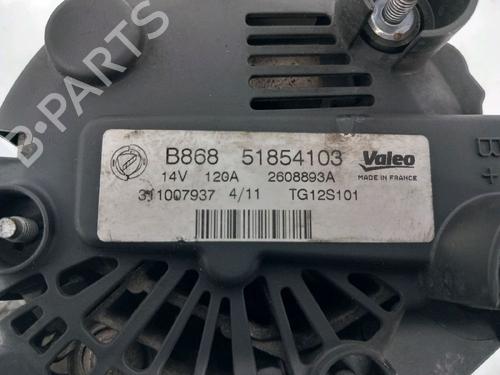 B-PARTS
B868 51854103 Valeo
14V 120A 2608893A MADE IN FRANCE
311007937 4/11 TG12S101
B+